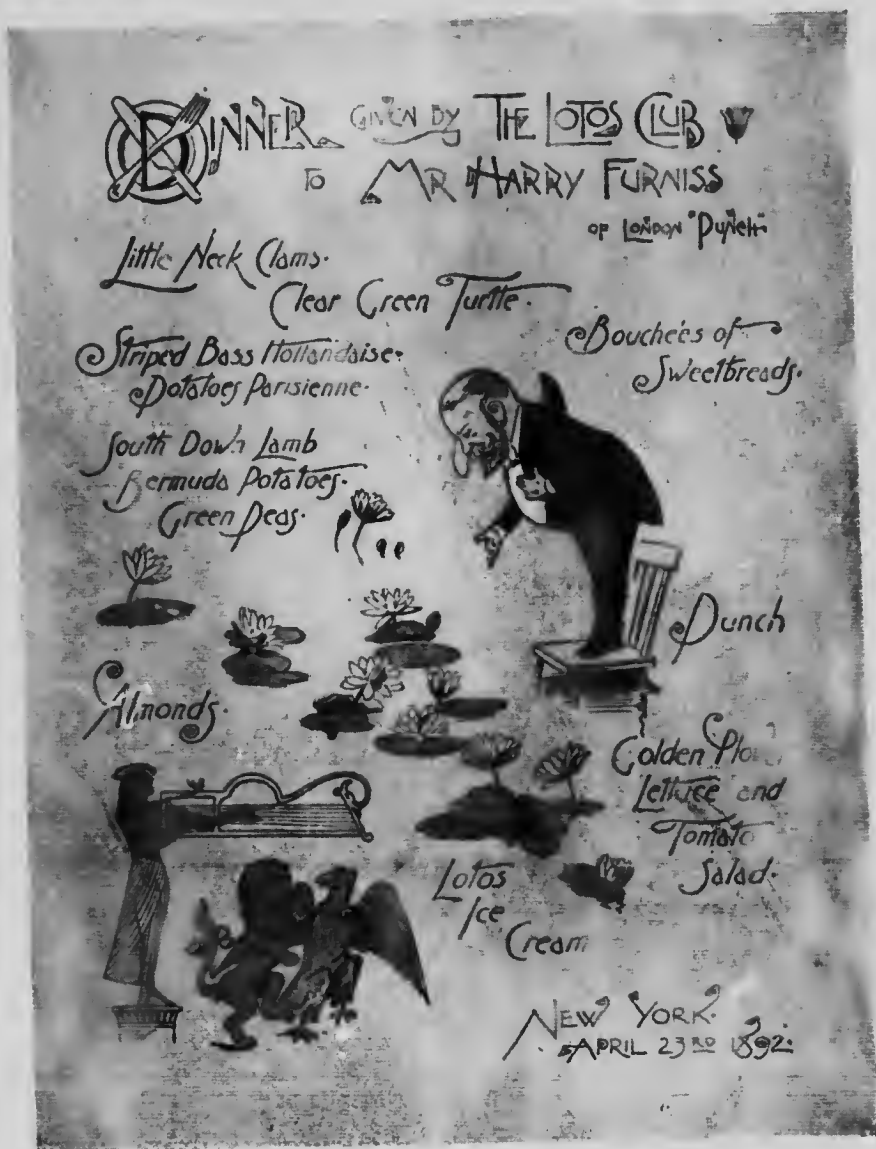 DINNER GIVEN BY THE LOTOS CLUB
TO MR HARRY FURNISS
OF LONDON "Punch"
Little Neck Clams.
Clear Green Turtle.
Striped Bass Hollandaise.
Potatoes Parisienne.
Bouchées of
Sweetbreads.
South Down Lamb
Bermuda Potatoes.
Green Peas.
Punch
Almonds.
Golden
Lettuce and
Tomato
Salad.
Lotos
Ice
Cream
NEW YORK.
APRIL 23RD 1892.